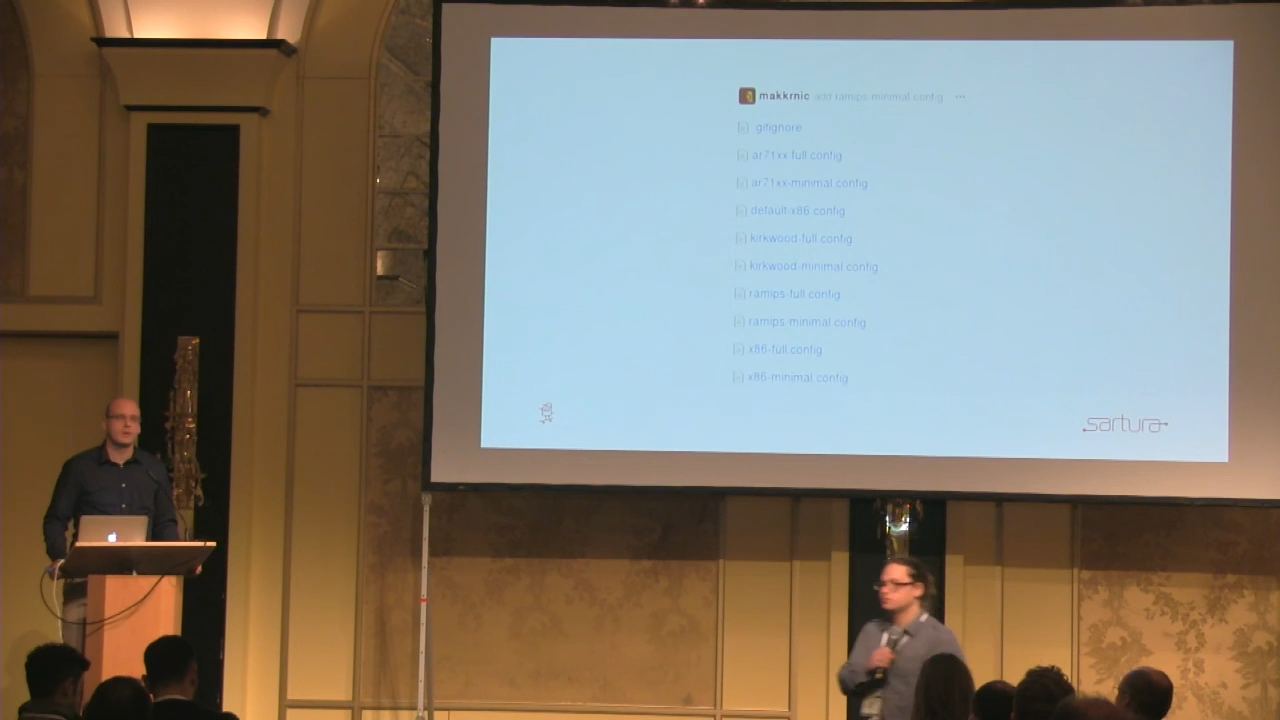 makkrnic add ramips-minimal.config ...
.gitignore
ar71xx-full.config
ar71xx-minimal.config
default-x86.config
kirkwood-full.config
kirkwood-minimal.config
ramips-full.config
ramips-minimal.config
x86-full.config
x86-minimal.config
sartura